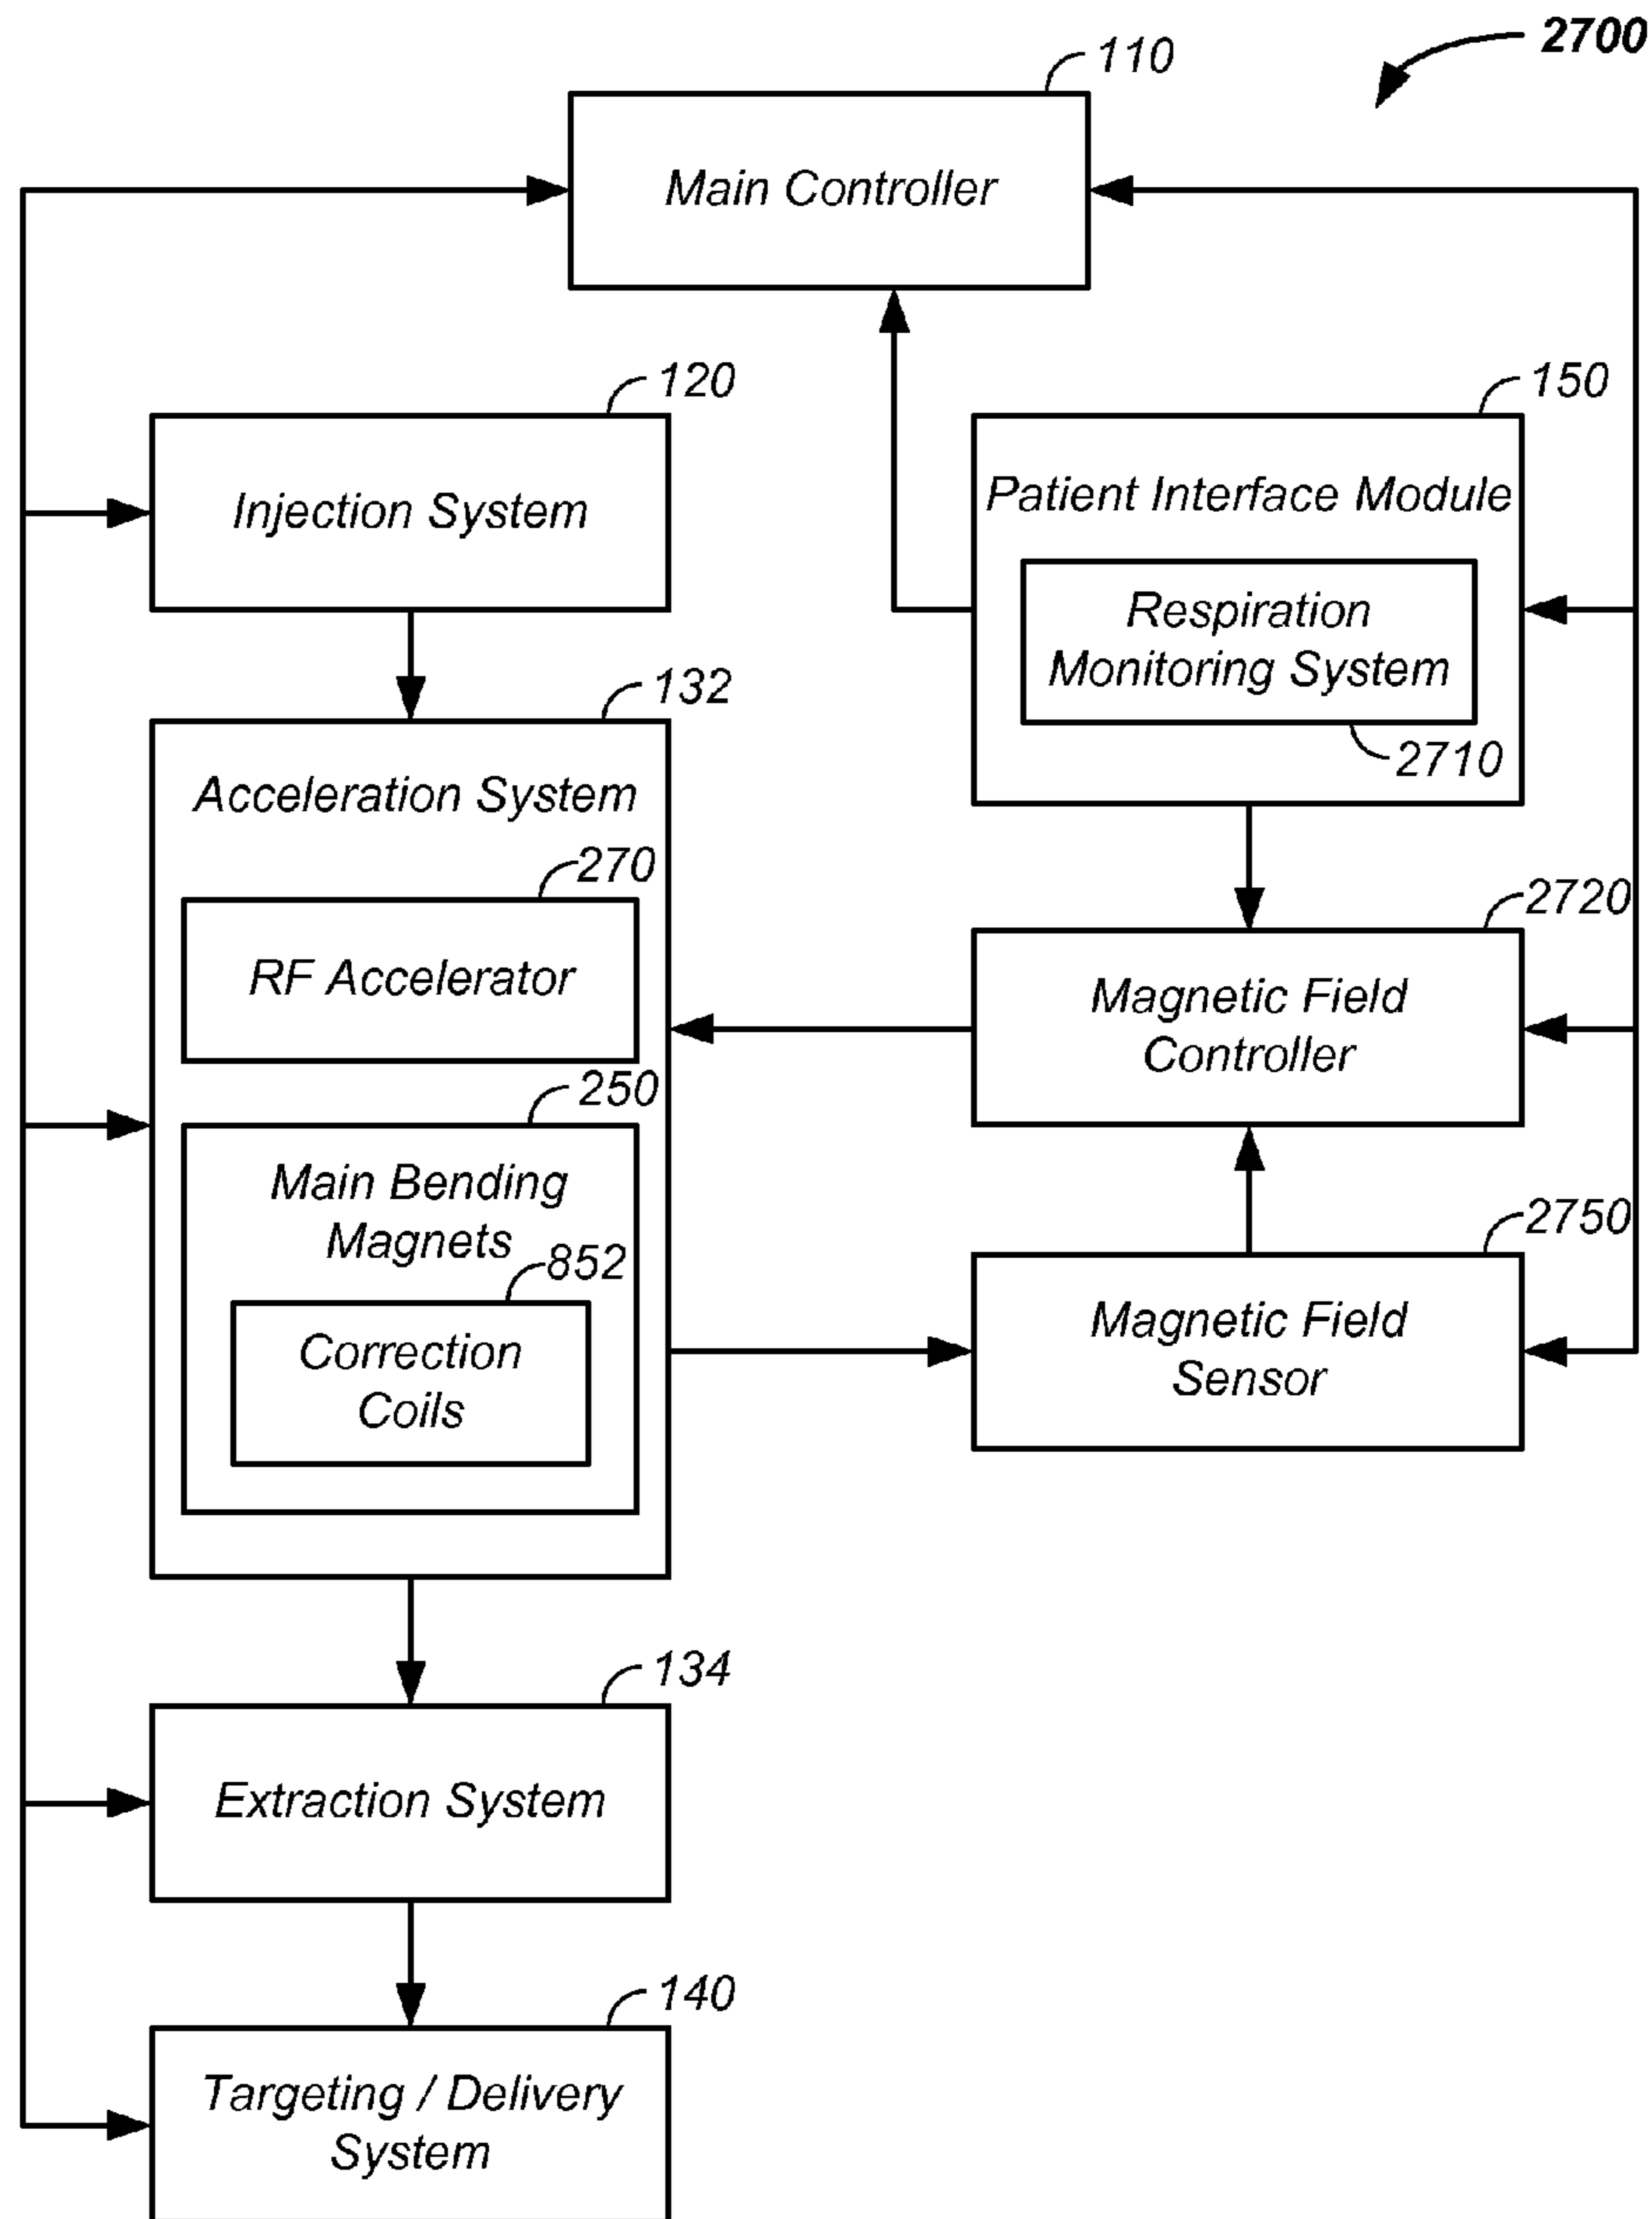 2700
110
Main Controller
120
Injection System
150
Patient Interface Module
Respiration
Monitoring System
2710
132
Acceleration System
270
RF Accelerator
250
Main Bending
Magnets
852
Correction
Coils
2720
Magnetic Field
Controller
2750
Magnetic Field
Sensor
134
Extraction System
140
Targeting / Delivery
System